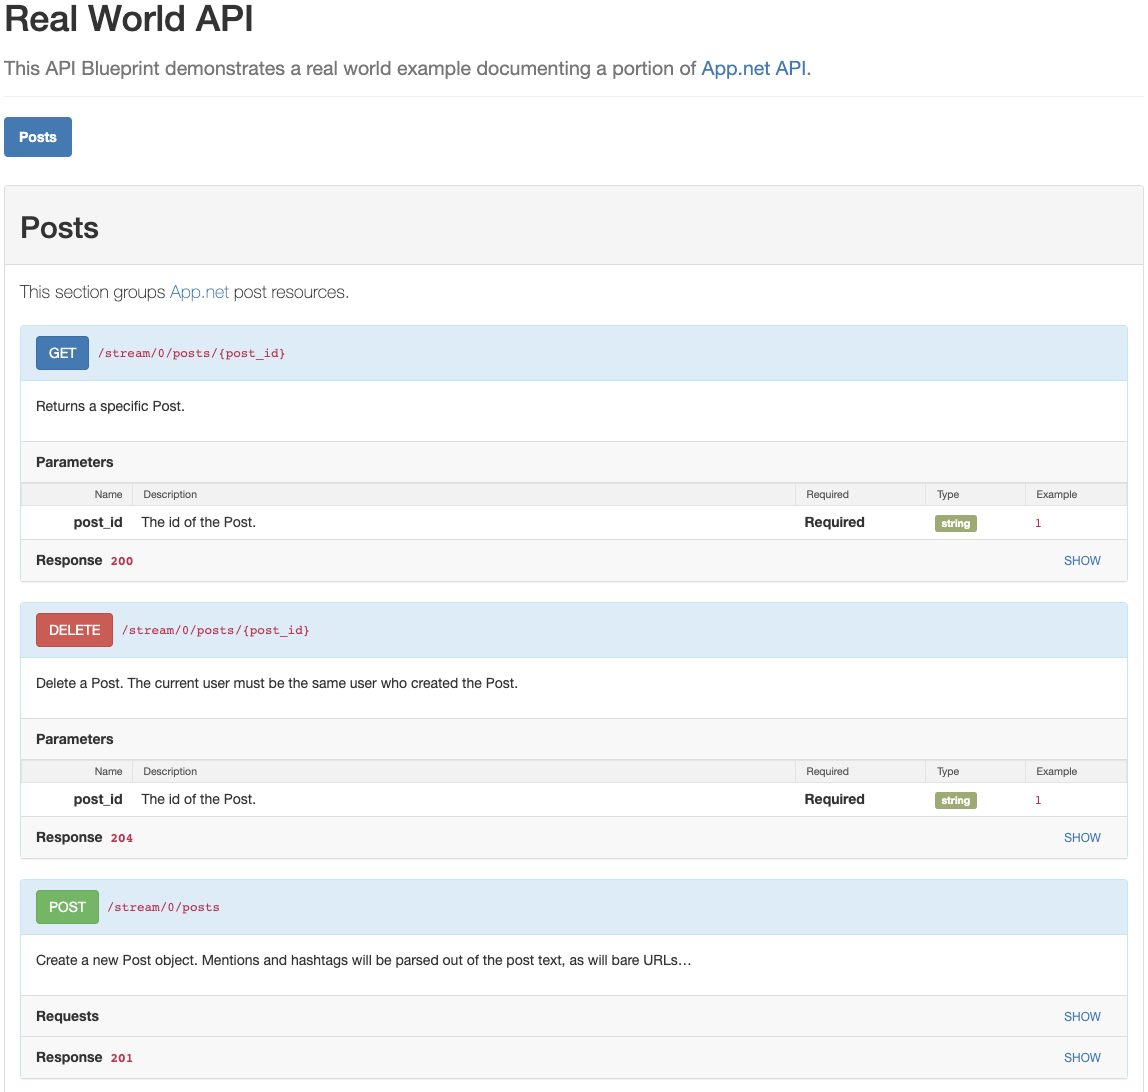 Real World API
This API Blueprint demonstrates a real world example documenting a portion of App.net API.
Posts
Posts
This section groups App.net post resources.
GET /stream/0/posts/{post_id}
Returns a specific Post.
Parameters
Name Description Required Type Example
post_id The id of the Post. Required string 1
Response 200 SHOW
DELETE /stream/0/posts/{post_id}
Delete a Post. The current user must be the same user who created the Post.
Parameters
Name Description Required Type Example
post_id The id of the Post. Required string 1
Response 204 SHOW
POST /stream/0/posts
Create a new Post object. Mentions and hashtags will be parsed out of the post text, as will bare URLs…
Requests SHOW
Response 201 SHOW